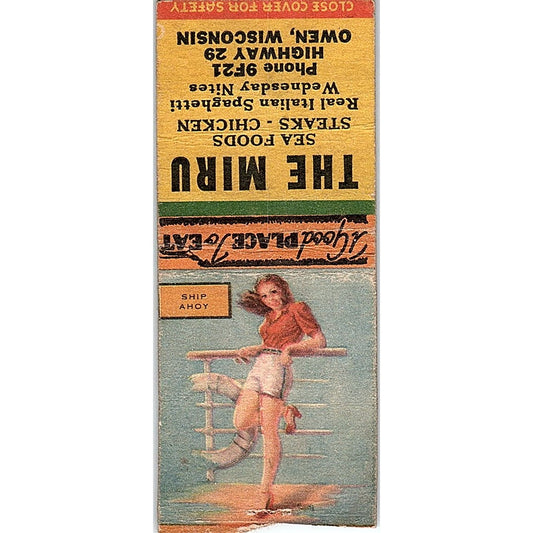 CLOSE COVER FOR SAFETY
THE MIRU
SEA FOODS
STEAKS - CHICKEN
Real Italian Spaghetti
Wednesday Nites
Phone 9F21
HIGHWAY 29
OWEN, WISCONSIN
A Good PLACE To EAT
SHIP
AHOY